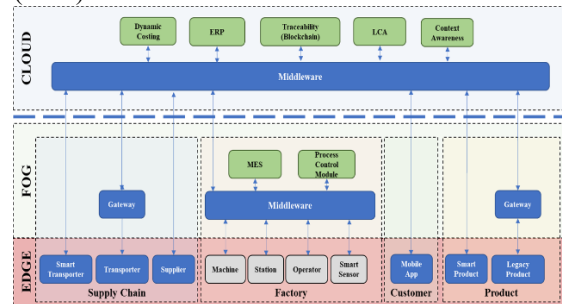 Dynamic
Costing
ERP
Traceability
(Blockchain)
LCA
Context
Awareness
CLOUD
Middleware
FOG
MES
Process
Control
Module
Gateway
Middleware
Gateway
EDGE
Smart
Transporter
Transporter
Supplier
Machine
Station
Operator
Smart
Sensor
Mobile
App
Smart
Product
Legacy
Product
Supply Chain
Factory
Customer
Product